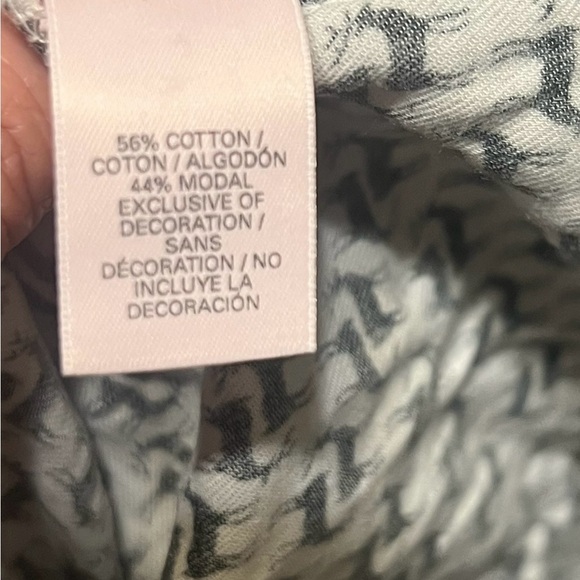 56% COTTON /
COTON / ALGODÓN
44% MODAL
EXCLUSIVE OF
DECORATION /
SANS
DÉCORATION / NO
INCLUYE LA
DECORACIÓN